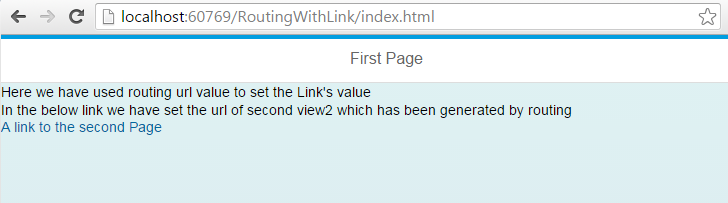 localhost:60769/RoutingWithLink/index.html
First Page
Here we have used routing url value to set the Link's value
In the below link we have set the url of second view2 which has been generated by routing
A link to the second Page